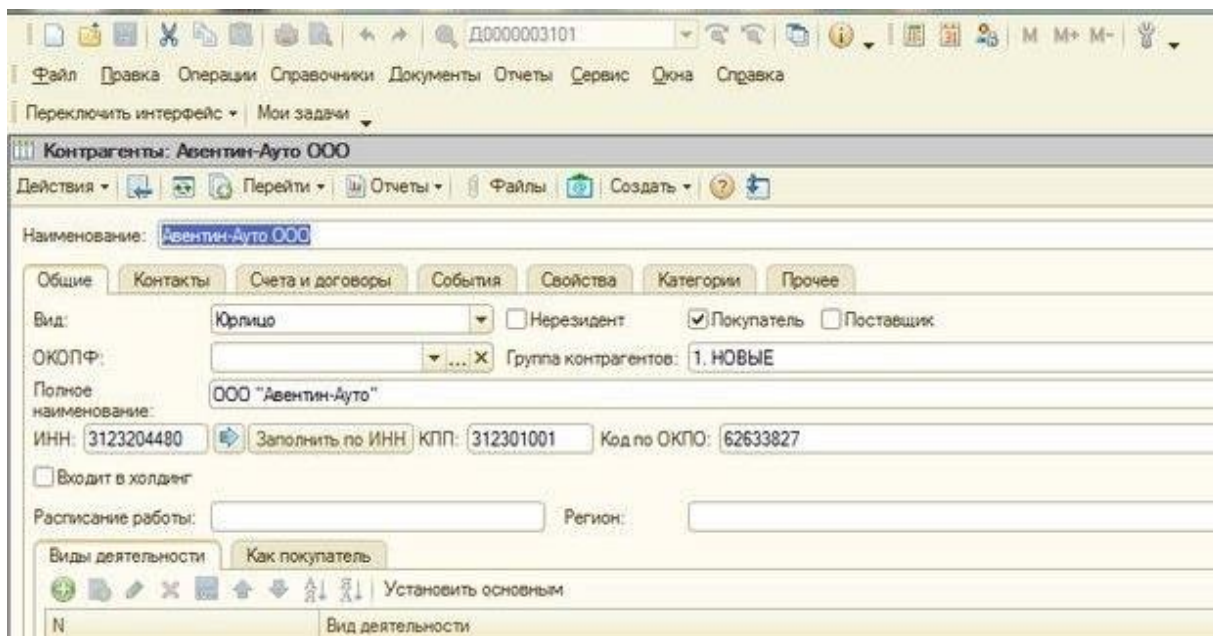 Д0000003101 M M+ M-
Файл Правка Операции Справочники Документы Отчеты Сервис Окна Справка
Переключить интерфейс Мои задачи
Контрагенты: Авентин-Ауто ООО
Действия Перейти Отчеты Файлы Создать
Наименование: Авентин-Ауто ООО
Общие Контакты Счета и договоры События Свойства Категории Прочее
Вид: Юрлицо Нерезидент Покупатель Поставщик
ОКОПФ: ... X Группа контрагентов: 1. НОВЫЕ
Полное наименование: ООО "Авентин-Ауто"
ИНН: 3123204480 Заполнить по ИНН КПП: 312301001 Код по ОКПО: 62633827
Входит в холдинг
Расписание работы: Регион:
Виды деятельности Как покупатель
Установить основным
N Вид деятельности